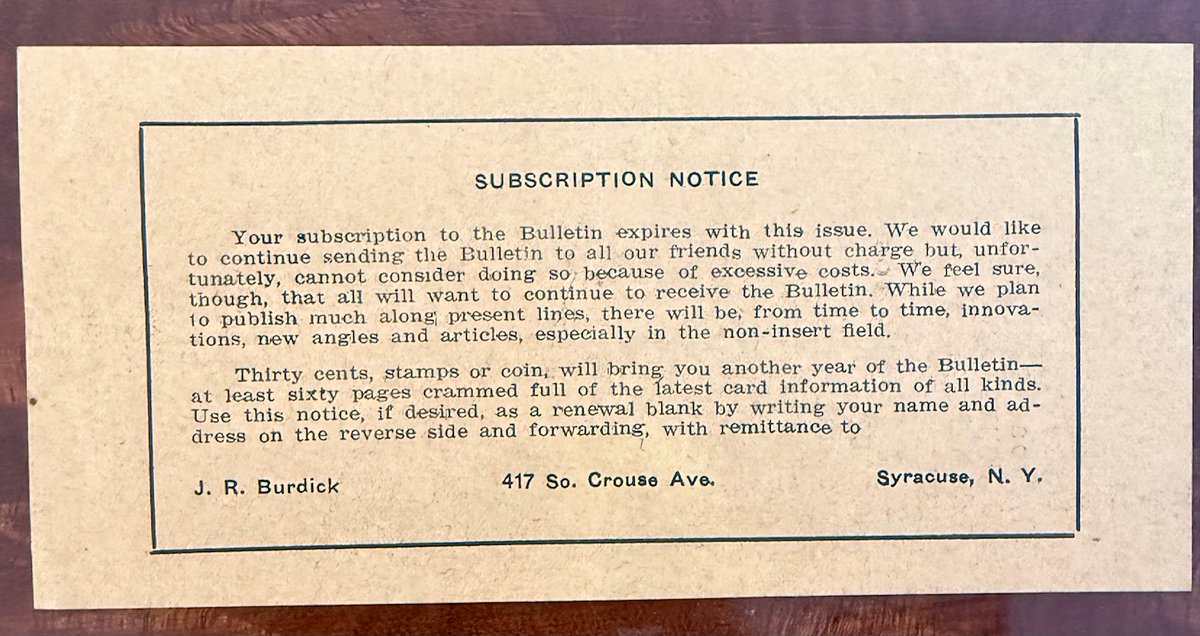 SUBSCRIPTION NOTICE
Your subscription to the Bulletin expires with this issue. We would like
to continue sending the Bulletin to all our friends without charge but, unfor-
tunately, cannot consider doing so because of excessive costs. We feel sure,
though, that all will want to continue to receive the Bulletin. While we plan
to publish much along present lines, there will be, from time to time, innova-
tions, new angles and articles, especially in the non-insert field.
Thirty cents, stamps or coin, will bring you another year of the Bulletin—
at least sixty pages crammed full of the latest card information of all kinds.
Use this notice, if desired, as a renewal blank by writing your name and ad-
dress on the reverse side and forwarding, with remittance to
J. R. Burdick 417 So. Crouse Ave. Syracuse, N. Y.